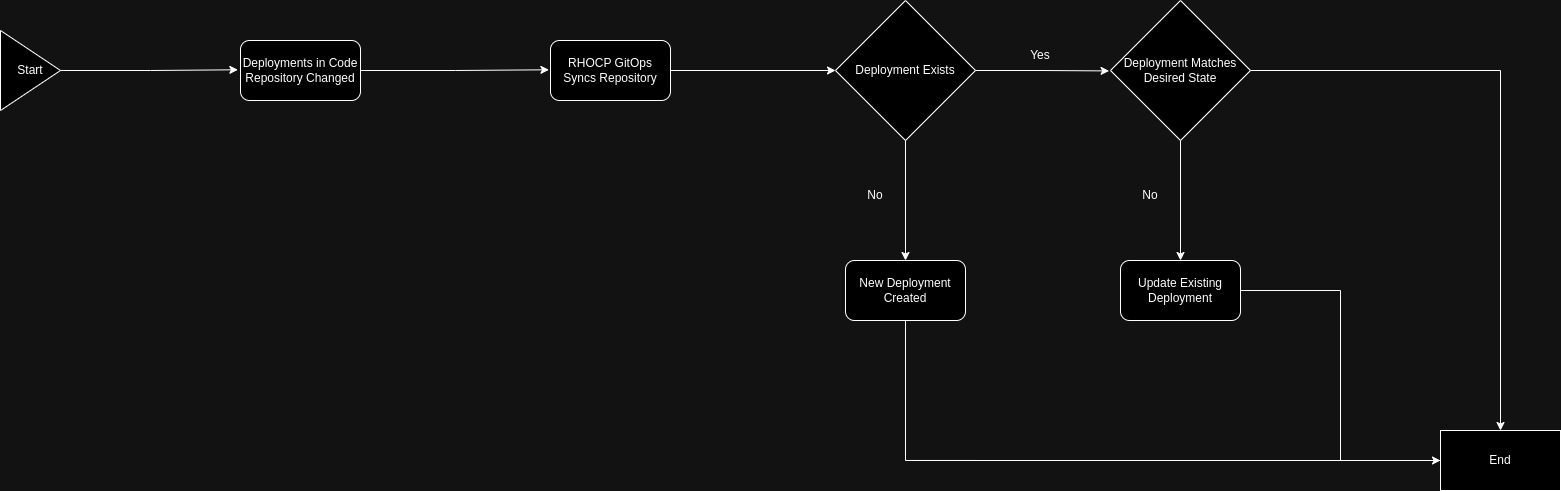 Start
Deployments in Code
Repository Changed
RHOCP GitOps
Syncs Repository
Deployment Exists
Yes
Deployment Matches
Desired State
No
No
New Deployment
Created
Update Existing
Deployment
End